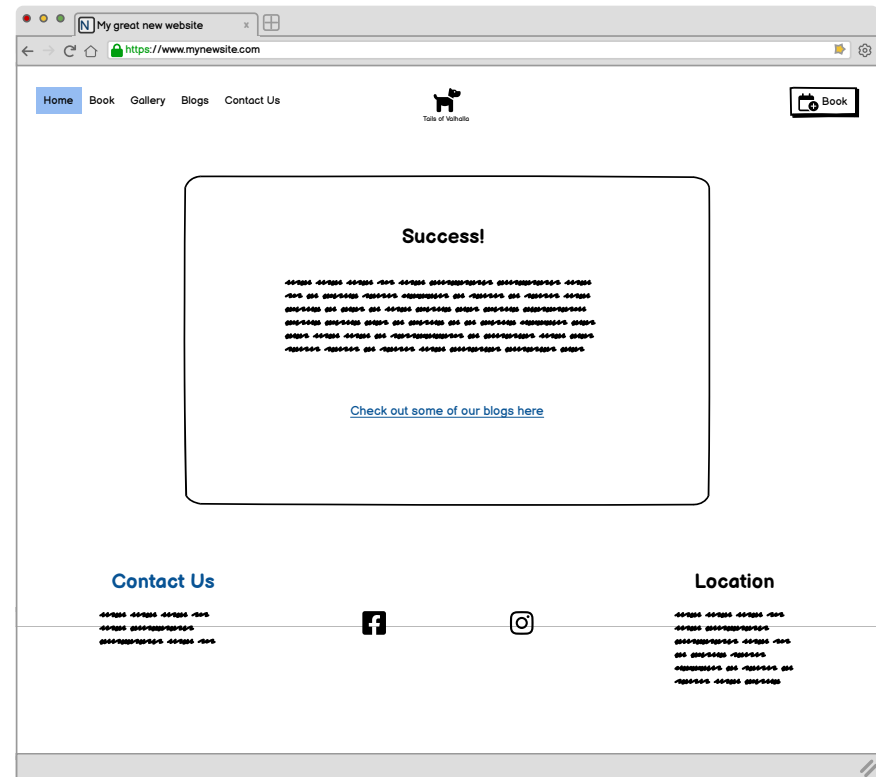 My great new website x
https://www.mynewsite.com
Home Book Gallery Blogs Contact Us
Tails of Valhalla
Book
Success!
Check out some of our blogs here
Contact Us
Location